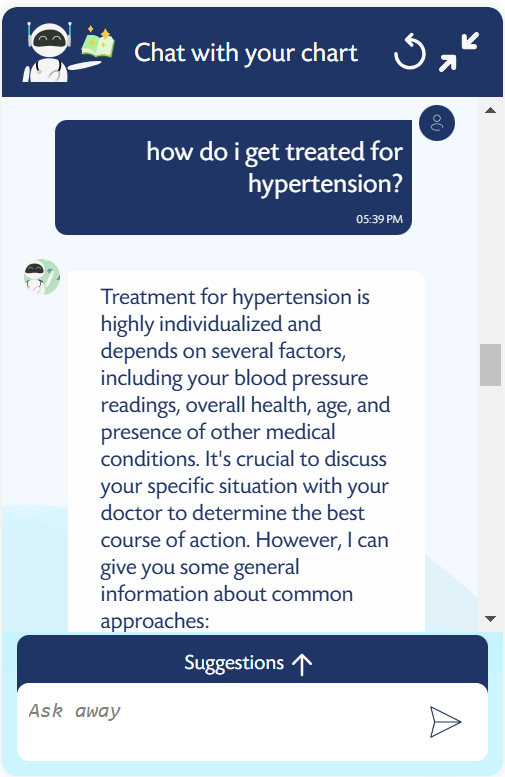 Chat with your chart
how do i get treated for
hypertension?
05:39 PM
Treatment for hypertension is
highly individualized and
depends on several factors,
including your blood pressure
readings, overall health, age, and
presence of other medical
conditions. It's crucial to discuss
your specific situation with your
doctor to determine the best
course of action. However, I can
give you some general
information about common
approaches:
Suggestions
Ask away